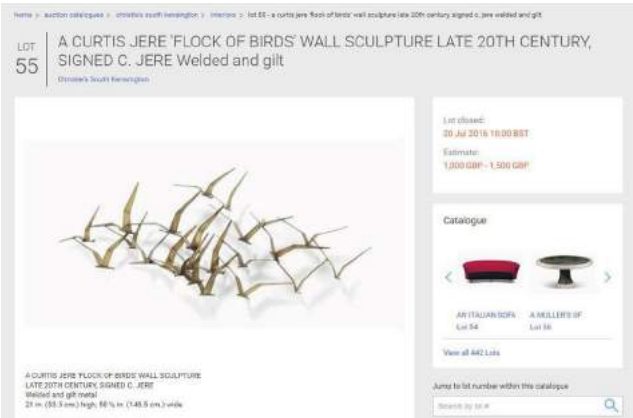 Home > auction catalogues > christie's south kensington > interiors > lot 55 - a curtis jere 'flock of birds' wall sculpture late 20th century, signed c. jere welded and gilt
LOT
55
A CURTIS JERE 'FLOCK OF BIRDS' WALL SCULPTURE LATE 20TH CENTURY,
SIGNED C. JERE Welded and gilt
Christie's South Kensington
Lot closed:
20 Jul 2016 10:00 BST
Estimate:
1,000 GBP - 1,500 GBP
Catalogue
AN ITALIAN SOFA
Lot 54
A MULLER'S OF
Lot 56
View all 442 Lots
Jump to lot number within this catalogue
Search by lot #
A CURTIS JERE 'FLOCK OF BIRDS' WALL SCULPTURE
LATE 20TH CENTURY, SIGNED C. JERE
Welded and gilt metal
21 in. (53.3 cm.) high; in. cm.) wide